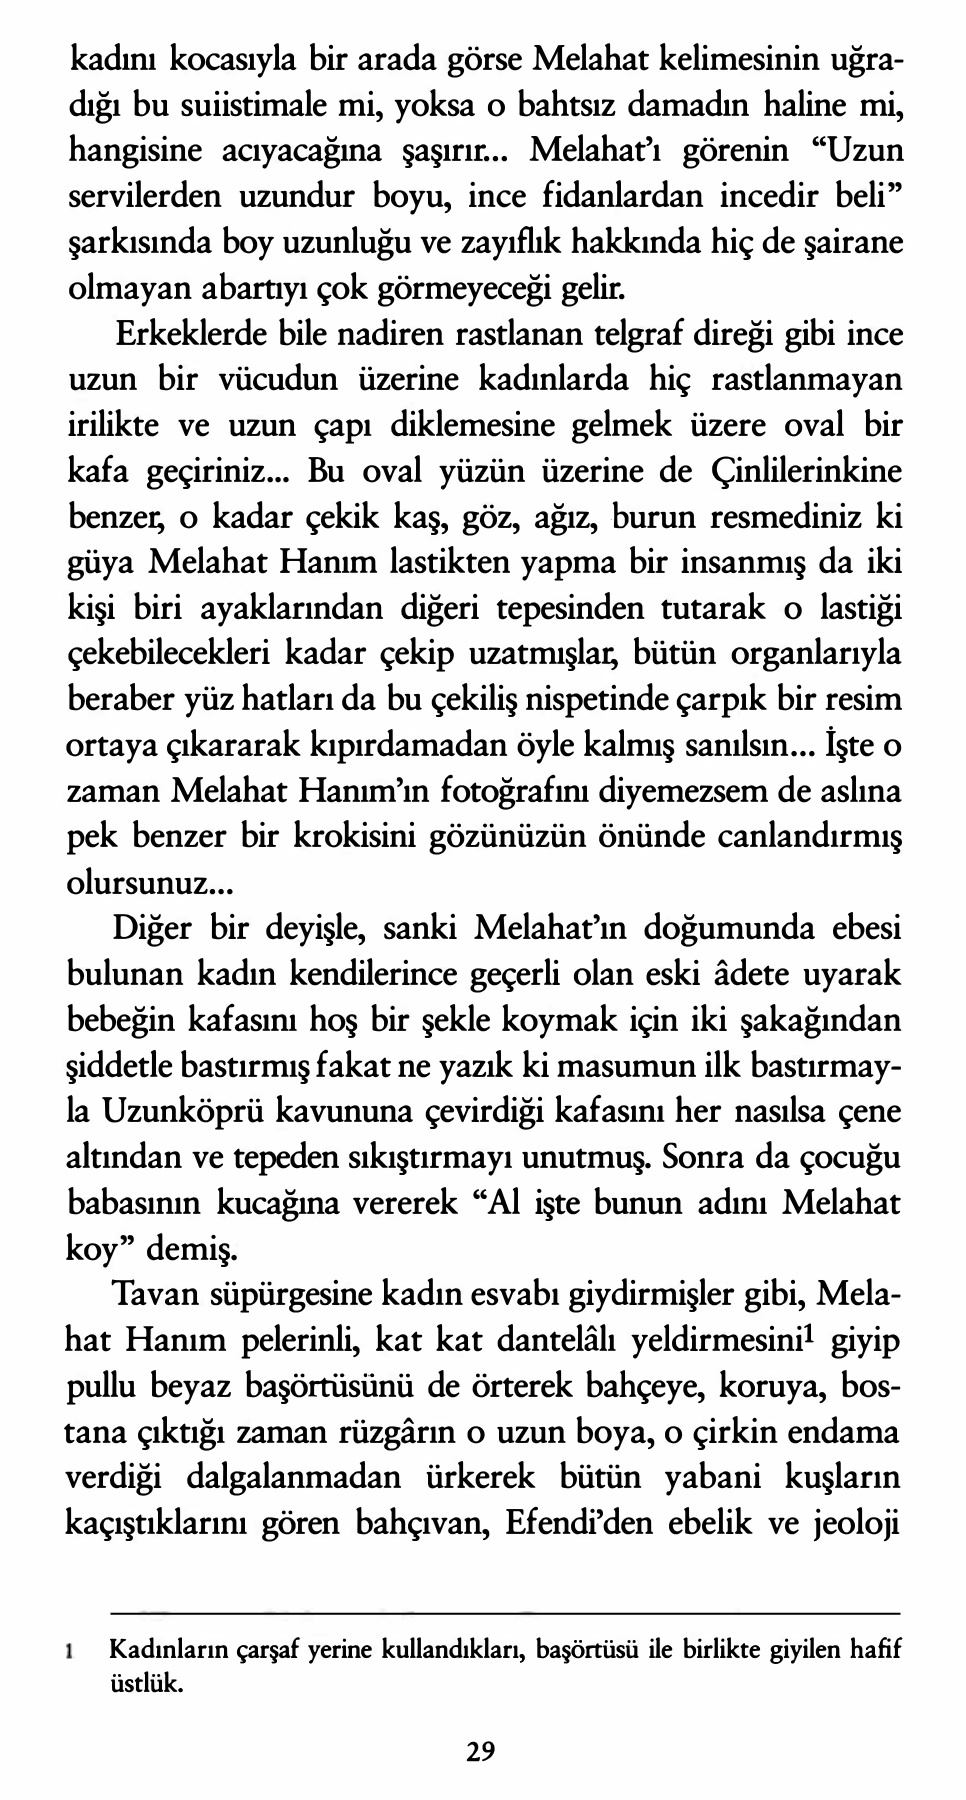 kadını kocasıyla bir arada görse Melahat kelimesinin uğra-
dığı bu suiistimale mi, yoksa o bahtsız damadın haline mi,
hangisine acıyacağına şaşırır... Melahat’ı görenin “Uzun
servilerden uzundur boyu, ince fidanlardan incedir beli”
şarkısında boy uzunluğu ve zayıflık hakkında hiç de şairane
olmayan abartıyı çok görmeyeceği gelir.
Erkeklerde bile nadiren rastlanan telgraf direği gibi ince
uzun bir vücudun üzerine kadınlarda hiç rastlanmayan
irilikte ve uzun çapı diklemesine gelmek üzere oval bir
kafa geçiriniz... Bu oval yüzün üzerine de Çinlilerinkine
benzer, o kadar çekik kaş, göz, ağız, burun resmediniz ki
güya Melahat Hanım lastikten yapma bir insanmış da iki
kişi biri ayaklarından diğeri tepesinden tutarak o lastiği
çekebilecekleri kadar çekip uzatmışlar, bütün organlarıyla
beraber yüz hatları da bu çekiliş nispetinde çarpık bir resim
ortaya çıkararak kıpırdamadan öyle kalmış sanılsın... İşte o
zaman Melahat Hanım’ın fotoğrafını diyemezsem de aslına
pek benzer bir krokisini gözünüzün önünde canlandırmış
olursunuz...
Diğer bir deyişle, sanki Melahat’ın doğumunda ebesi
bulunan kadın kendilerince geçerli olan eski âdete uyarak
bebeğin kafasını hoş bir şekle koymak için iki şakağından
şiddetle bastırmış fakat ne yazık ki masumun ilk bastırmay-
la Uzunköprü kavununa çevirdiği kafasını her nasılsa çene
altından ve tepeden sıkıştırmayı unutmuş. Sonra da çocuğu
babasının kucağına vererek “Al işte bunun adını Melahat
koy” demiş.
Tavan süpürgesine kadın esvabı giydirmişler gibi, Mela-
hat Hanım pelerinli, kat kat dantelâlı yeldirmesini¹ giyip
pullu beyaz başörtüsünü de örterek bahçeye, koruya, bos-
tana çıktığı zaman rüzgârın o uzun boya, o çirkin endama
verdiği dalgalanmadan ürkerek bütün yabani kuşların
kaçıştıklarını gören bahçıvan, Efendi’den ebelik ve jeoloji
1 Kadınların çarşaf yerine kullandıkları, başörtüsü ile birlikte giyilen hafif
üstlük.
29